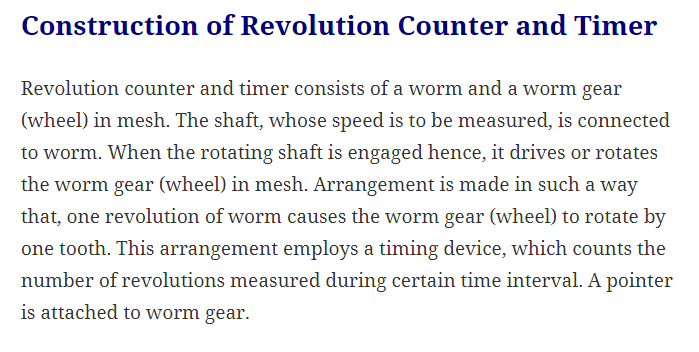 Construction of Revolution Counter and Timer
Revolution counter and timer consists of a worm and a worm gear
(wheel) in mesh. The shaft, whose speed is to be measured, is connected
to worm. When the rotating shaft is engaged hence, it drives or rotates
the worm gear (wheel) in mesh. Arrangement is made in such a way
that, one revolution of worm causes the worm gear (wheel) to rotate by
one tooth. This arrangement employs a timing device, which counts the
number of revolutions measured during certain time interval. A pointer
is attached to worm gear.